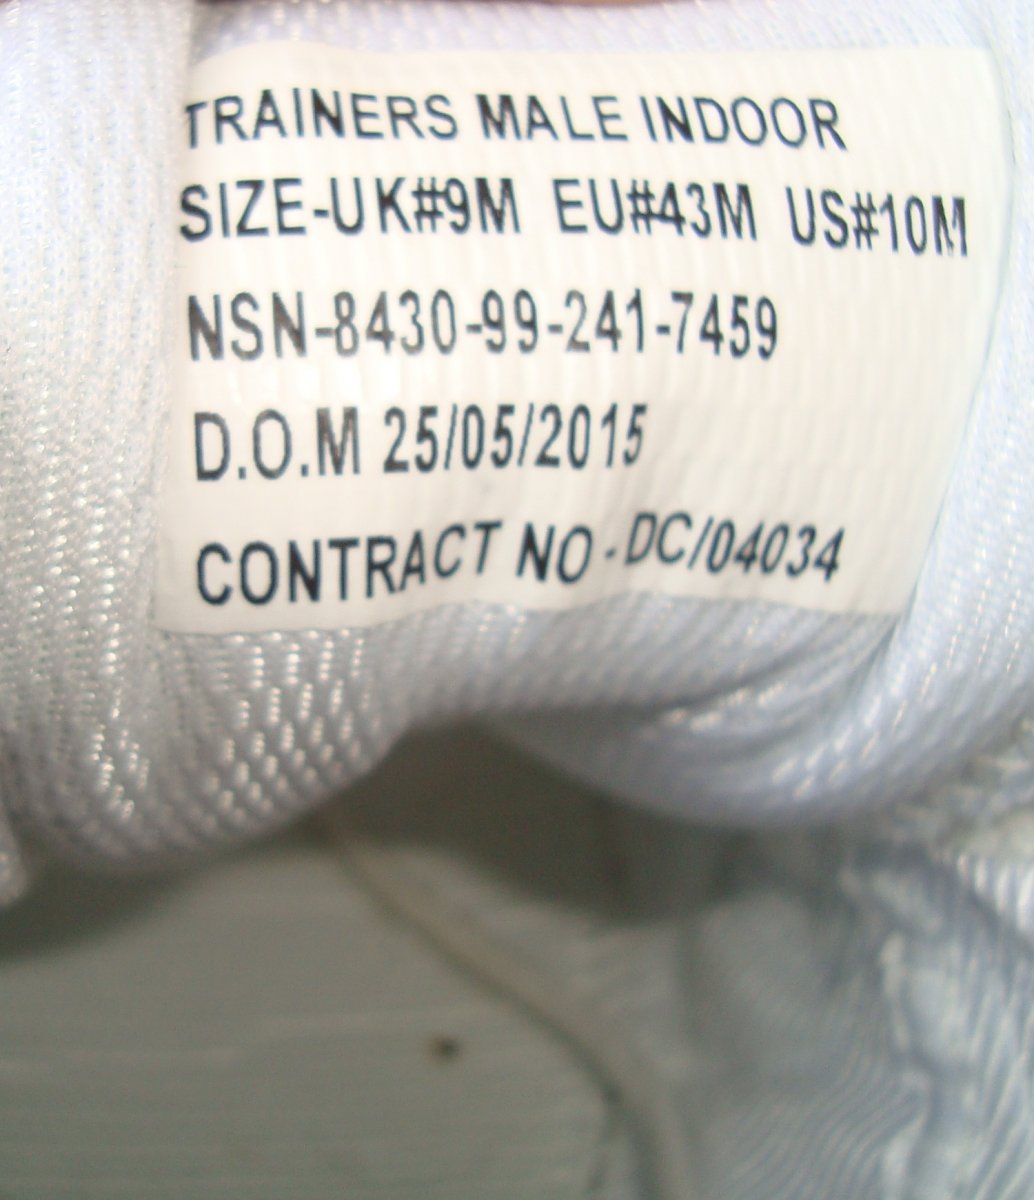 TRAINERS MALE INDOOR
SIZE-UK#9M EU#43M US#10M
NSN-8430-99-241-7459
D.O.M 25/05/2015
CONTRACT NO-DC/04034